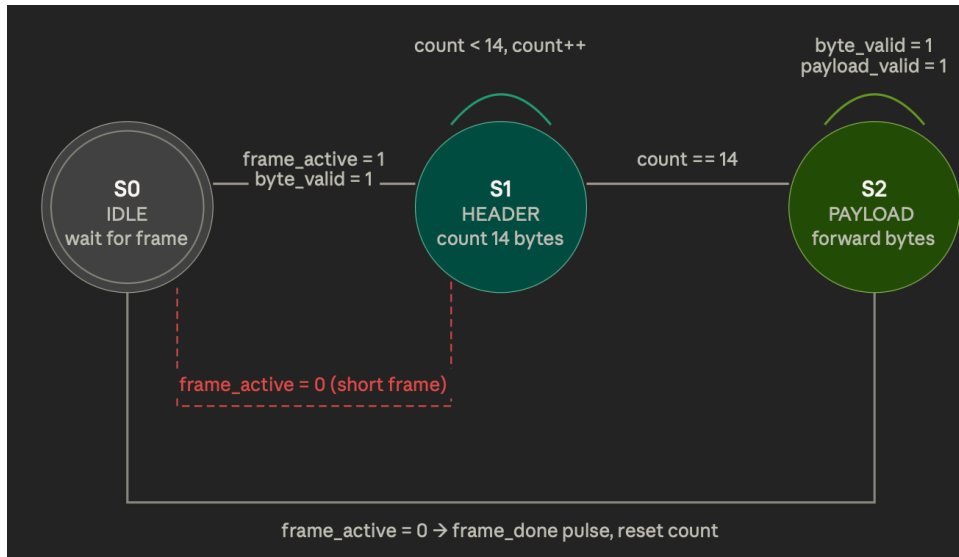 count < 14, count++
byte_valid = 1
payload_valid = 1
frame_active = 1
byte_valid = 1
count == 14
S0
IDLE
wait for frame
S1
HEADER
count 14 bytes
S2
PAYLOAD
forward bytes
frame_active = 0 (short frame)
frame_active = 0 → frame_done pulse, reset count